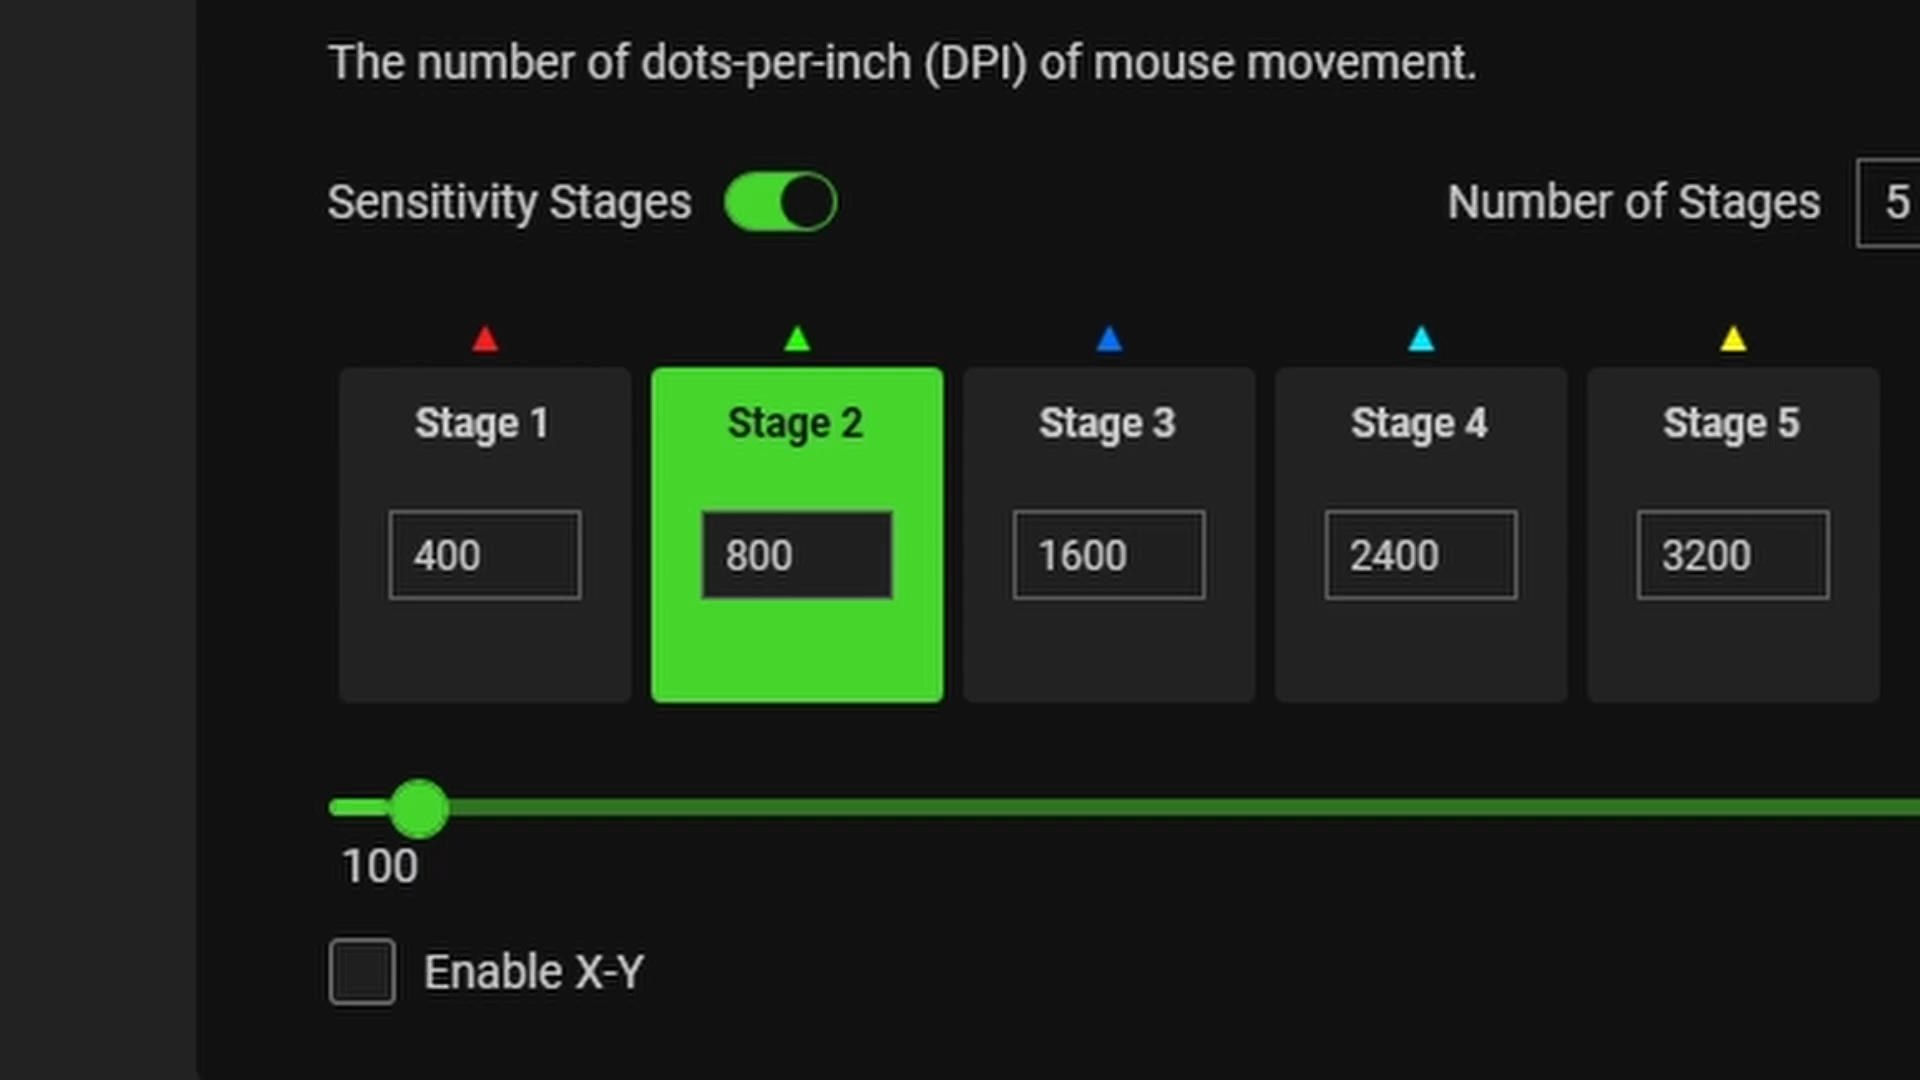 The number of dots-per-inch (DPI) of mouse movement.
Sensitivity Stages
Number of Stages 5
Stage 1 Stage 2 Stage 3 Stage 4 Stage 5
400 800 1600 2400 3200
100
Enable X-Y